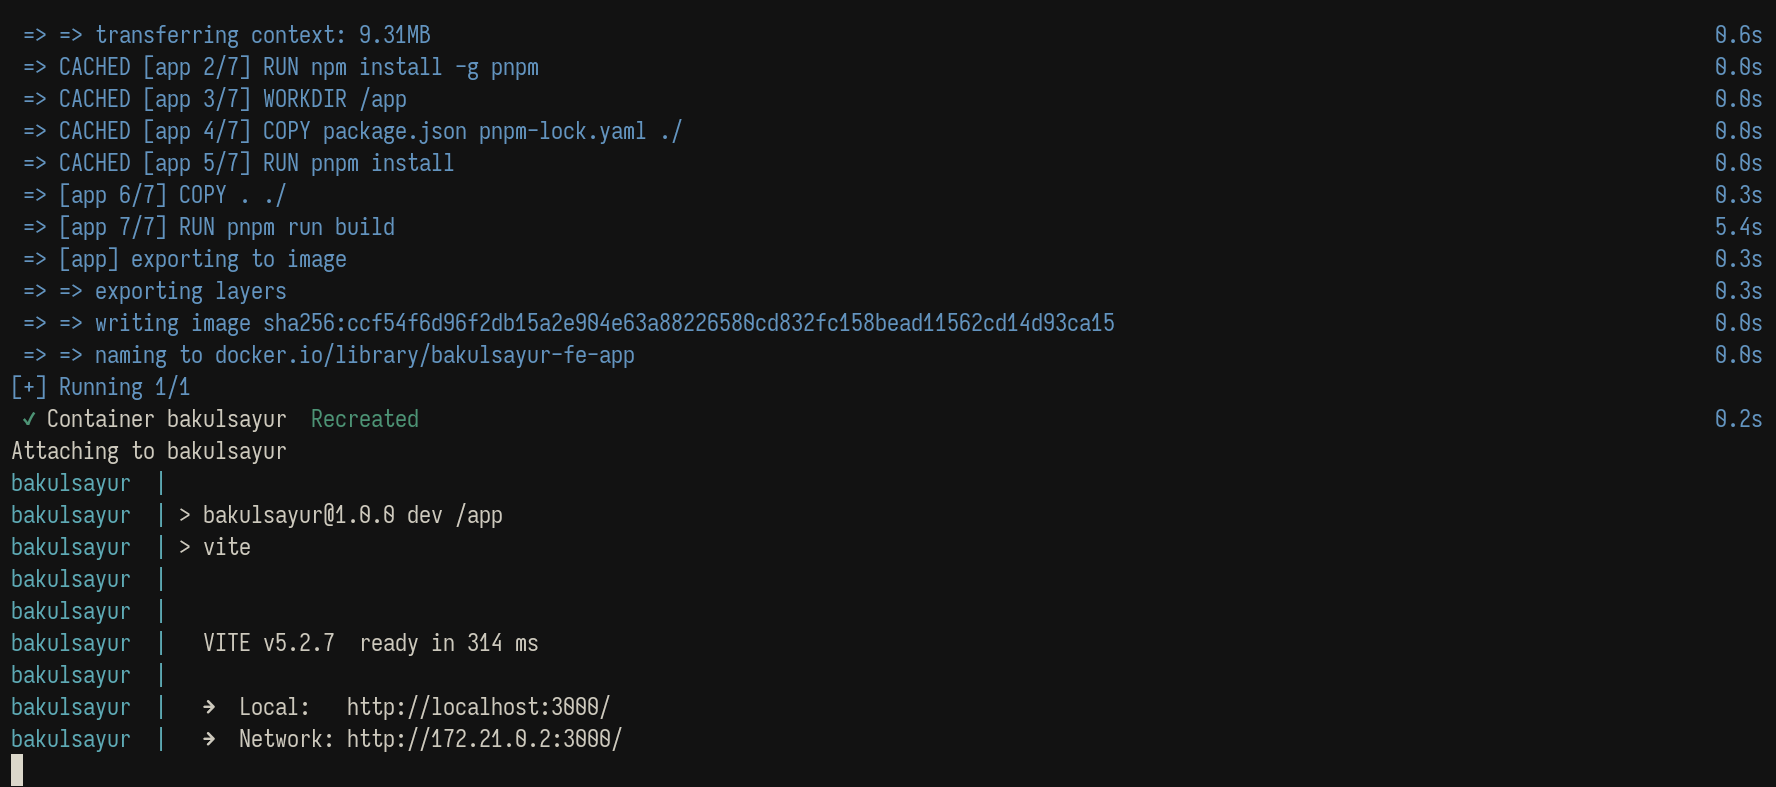 => => transferring context: 9.31MB 0.6s
=> CACHED [app 2/7] RUN npm install -g pnpm 0.0s
=> CACHED [app 3/7] WORKDIR /app 0.0s
=> CACHED [app 4/7] COPY package.json pnpm-lock.yaml ./ 0.0s
=> CACHED [app 5/7] RUN pnpm install 0.0s
=> [app 6/7] COPY . ./ 0.3s
=> [app 7/7] RUN pnpm run build 5.4s
=> [app] exporting to image 0.3s
=> => exporting layers 0.3s
=> => writing image sha256:ccf54f6d96f2db15a2e904e63a88226580cd832fc158bead11562cd14d93ca15 0.0s
=> => naming to docker.io/library/bakulsayur-fe-app 0.0s
[+] Running 1/1
✔ Container bakulsayur  Recreated 0.2s
Attaching to bakulsayur
bakulsayur  |
bakulsayur  | > bakulsayur@1.0.0 dev /app
bakulsayur  | > vite
bakulsayur  |
bakulsayur  |
bakulsayur  |   VITE v5.2.7  ready in 314 ms
bakulsayur  |
bakulsayur  |   ➜  Local:   http://localhost:3000/
bakulsayur  |   ➜  Network: http://172.21.0.2:3000/